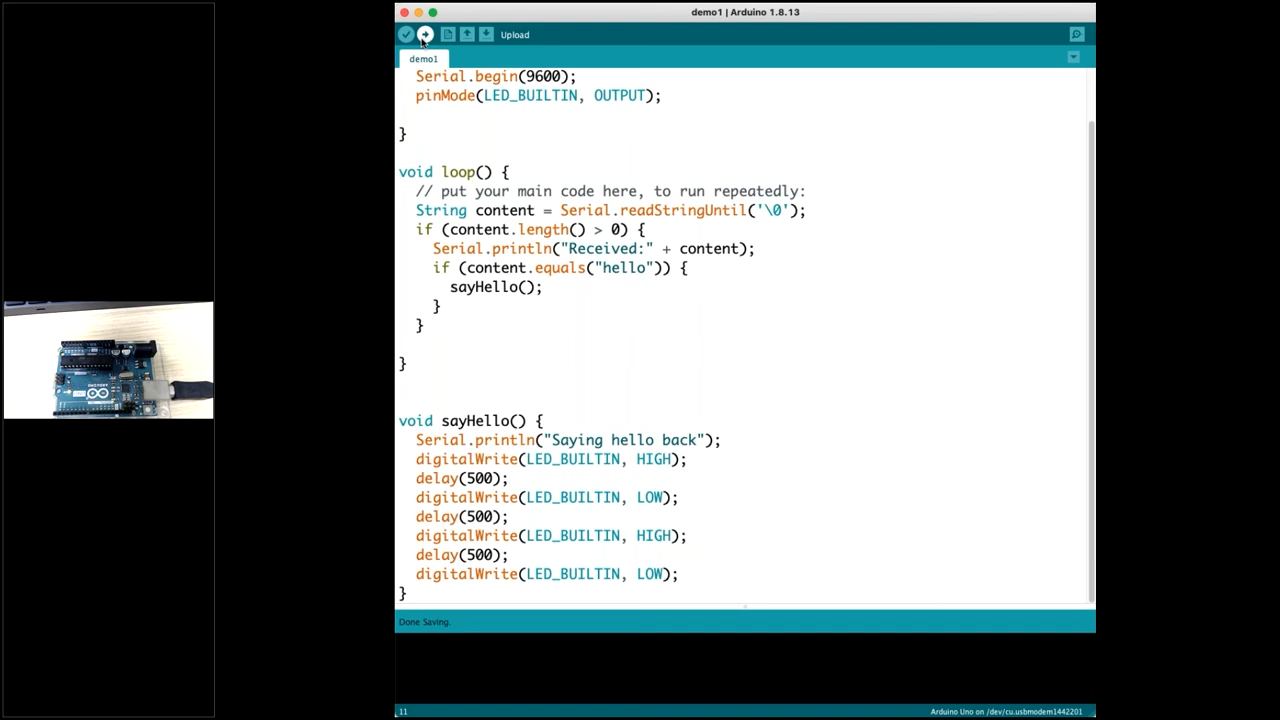 demo1 | Arduino 1.8.13
Upload
demo1
Serial.begin(9600);
pinMode(LED_BUILTIN, OUTPUT);
}
void loop() {
// put your main code here, to run repeatedly:
String content = Serial.readStringUntil('\0');
if (content.length() > 0) {
Serial.println("Received:" + content);
if (content.equals("hello")) {
sayHello();
}
}
}
void sayHello() {
Serial.println("Saying hello back");
digitalWrite(LED_BUILTIN, HIGH);
delay(500);
digitalWrite(LED_BUILTIN, LOW);
delay(500);
digitalWrite(LED_BUILTIN, HIGH);
delay(500);
digitalWrite(LED_BUILTIN, LOW);
}
Done Saving.
11
Arduino Uno on /dev/cu.usbmodem1442201